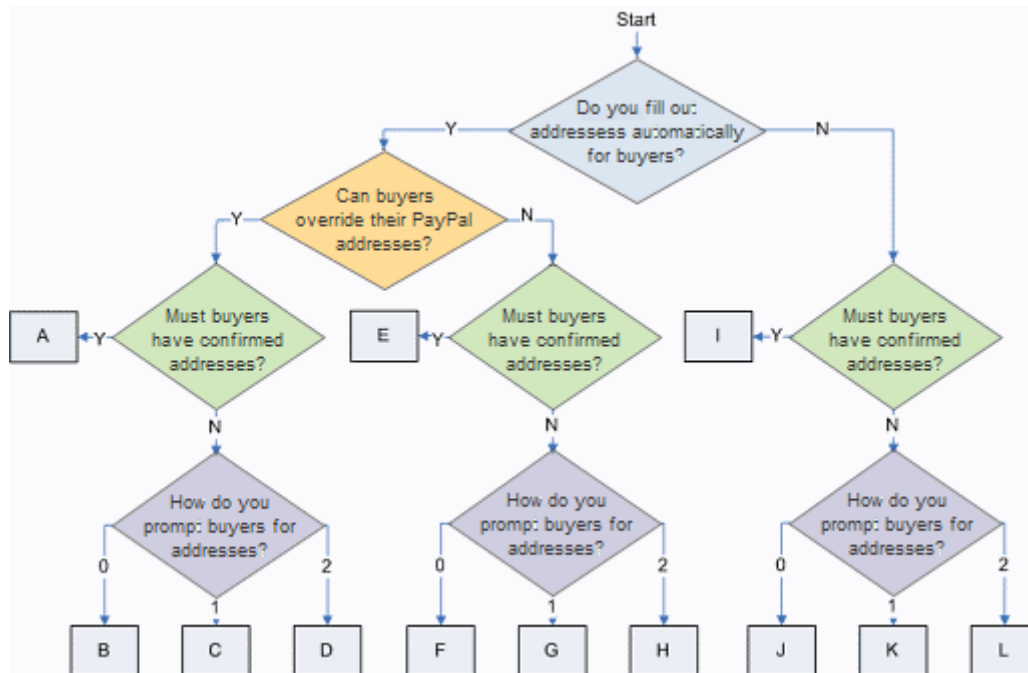 Start
Do you fill out
addressess automatically
for buyers?
Y
N
Can buyers
override their PayPal
addresses?
Y
N
Must buyers
have confirmed
addresses?
Must buyers
have confirmed
addresses?
Must buyers
have confirmed
addresses?
A
Y
E
Y
I
Y
N
N
N
How do you
prompt buyers for
addresses?
How do you
prompt buyers for
addresses?
How do you
prompt buyers for
addresses?
0
2
0
2
0
2
1
1
1
B
C
D
F
G
H
J
K
L